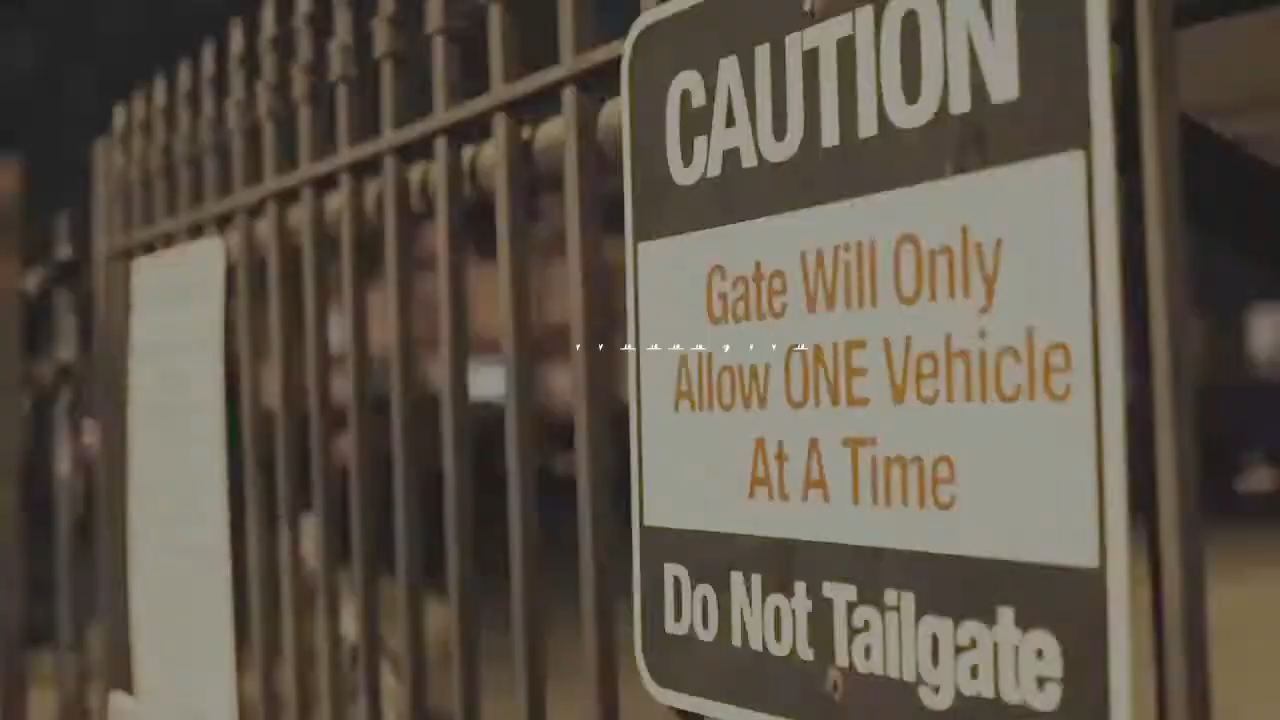 CAUTION
Gate Will Only
Allow ONE Vehicle
At A Time
Do Not Tailgate